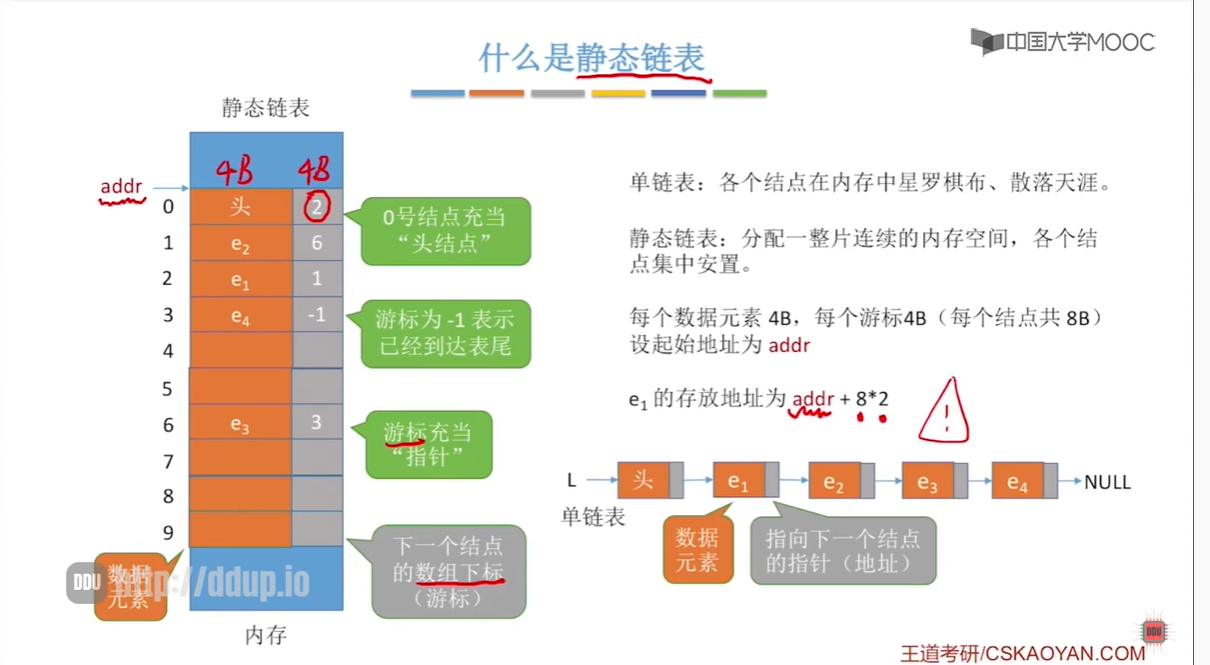 中国大学MOOC
什么是静态链表
静态链表
4B 4B
addr
0 头 2
1 e2 6
2 e1 1
3 e4 -1
4
5
6 e3 3
7
8
9
内存
0号结点充当
“头结点”
游标为 -1 表示
已经到达表尾
游标充当
“指针”
下一个结点
的数组下标
（游标）
数据
元素
DDU http://ddup.io
单链表：各个结点在内存中星罗棋布、散落天涯。
静态链表：分配一整片连续的内存空间，各个结
点集中安置。
每个数据元素 4B，每个游标4B（每个结点共 8B）
设起始地址为 addr
e1 的存放地址为 addr + 8*2
!
L 头 e1 e2 e3 e4 NULL
单链表
数据
元素
指向下一个结点
的指针（地址）
DDU
王道考研/CSKAOYAN.COM